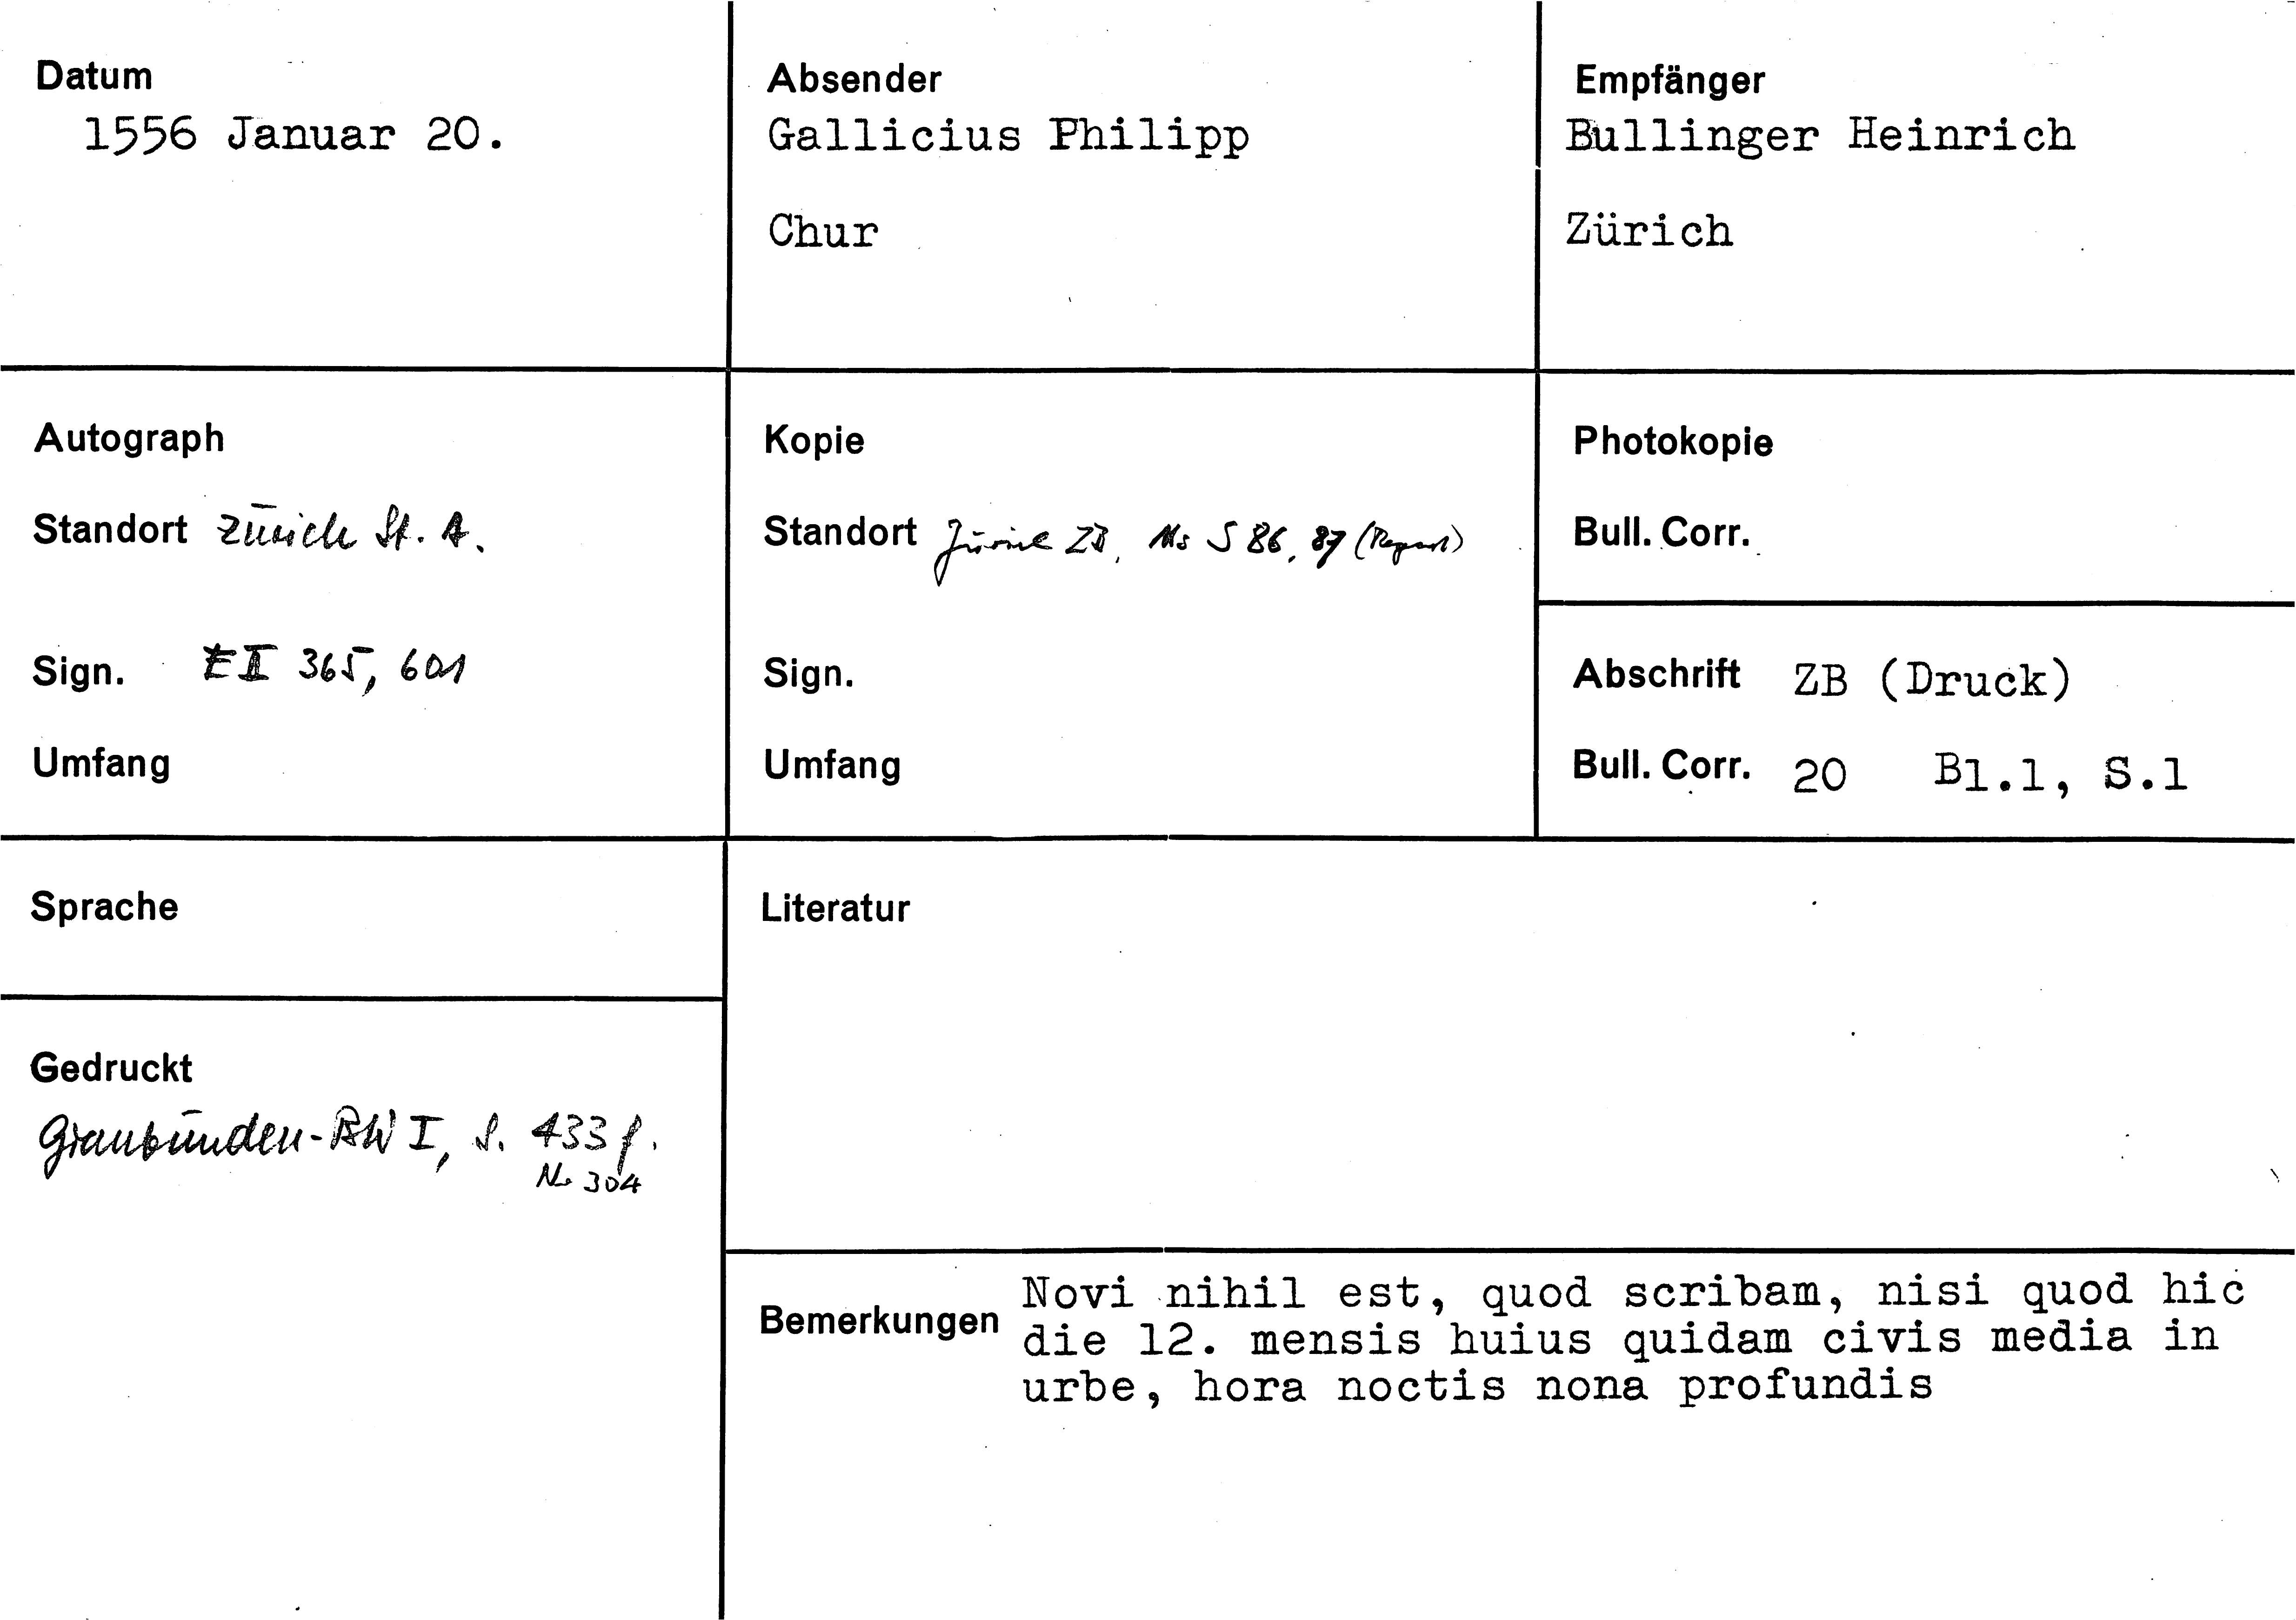 Datum
1556 Januar 20.
Absender
Gallicius Philipp
Chur
Empfänger
Bullinger Heinrich
Zürich
Autograph
Standort Zürich St. A.
Sign. E II 365, 601
Umfang
Kopie
Standort Zürich ZB, Ms S 86, 87 (Regest)
Sign.
Umfang
Photokopie
Bull. Corr.
Abschrift ZB (Druck)
Bull. Corr. 20 Bl.1, S.1
Sprache
Literatur
Gedruckt
Graubünden-BW I, S. 433 f.
Nr 304
Bemerkungen Novi nihil est, quod scribam, nisi quod hic
die 12. mensis huius quidam civis media in
urbe, hora noctis nona profundis